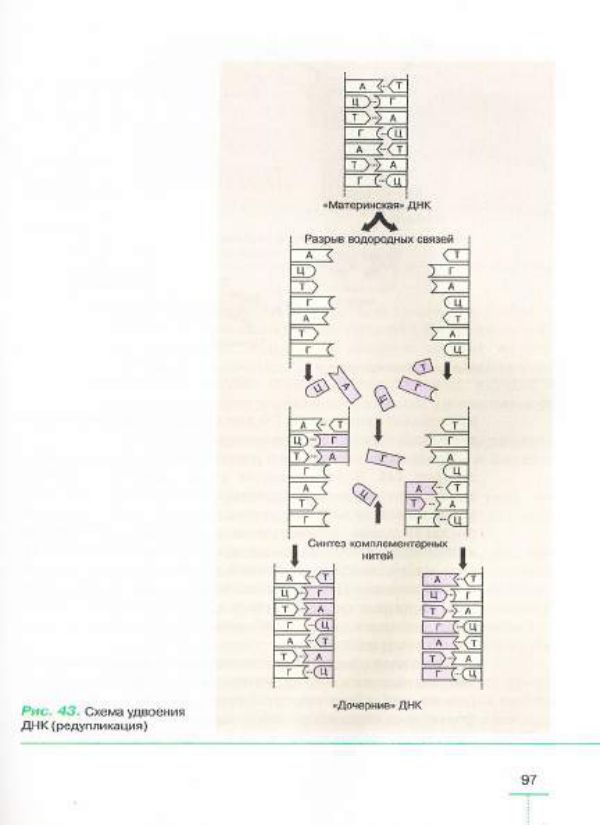 А Т
Ц Г
Т А
Г Ц
А Т
Т А
Г Ц
«Материнская» ДНК
Разрыв водородных связей
А Т
Ц Г
Т А
Г Ц
А Т
Т А
Г Ц
Ц А Ц Г Т
А Т Т
Ц Г Г
Т А Г А
Г Ц
А Ц А Т
Т Т А
Г Г Ц
Синтез комплементарных
нитей
А Т А Т
Ц Г Ц Г
Т А Т А
Г Ц Г Ц
А Т А Т
Т А Т А
Г Ц Г Ц
«Дочерние» ДНК
Рис. 43. Схема удвоения
ДНК (редупликация)
97